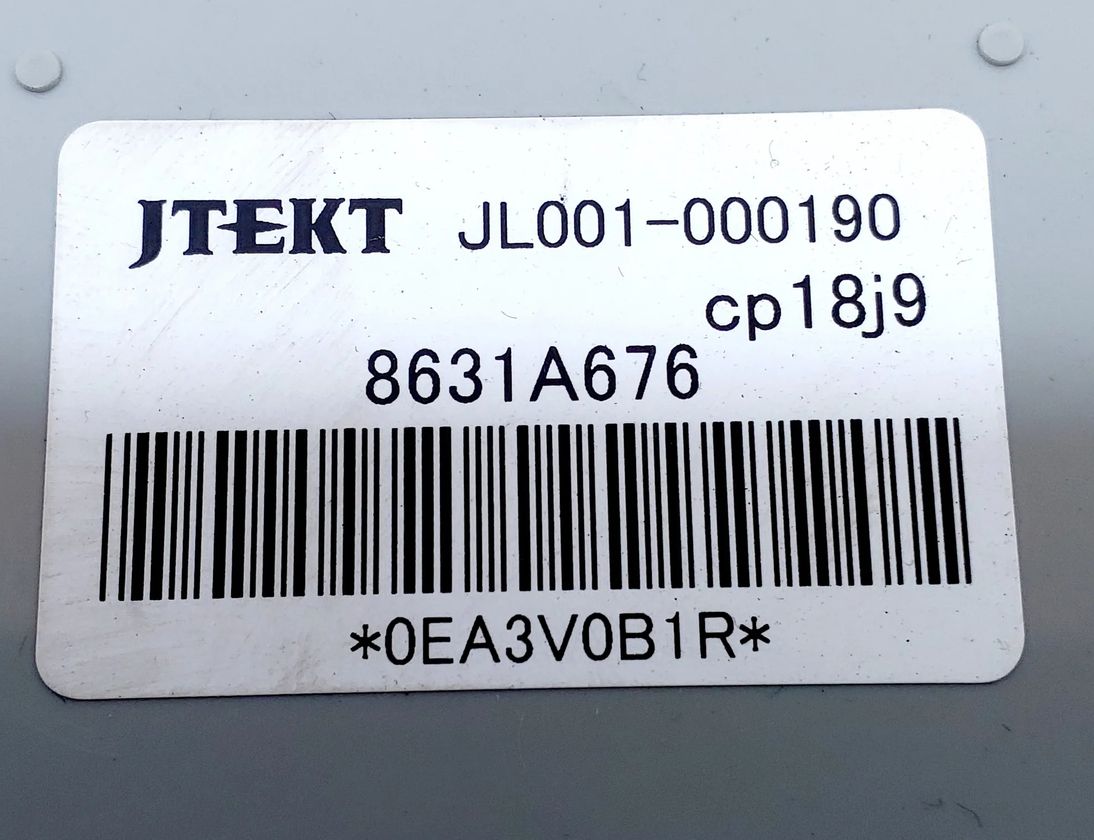 JTEKT JL001-000190
cp18j9
8631A676
*0EA3V0B1R*